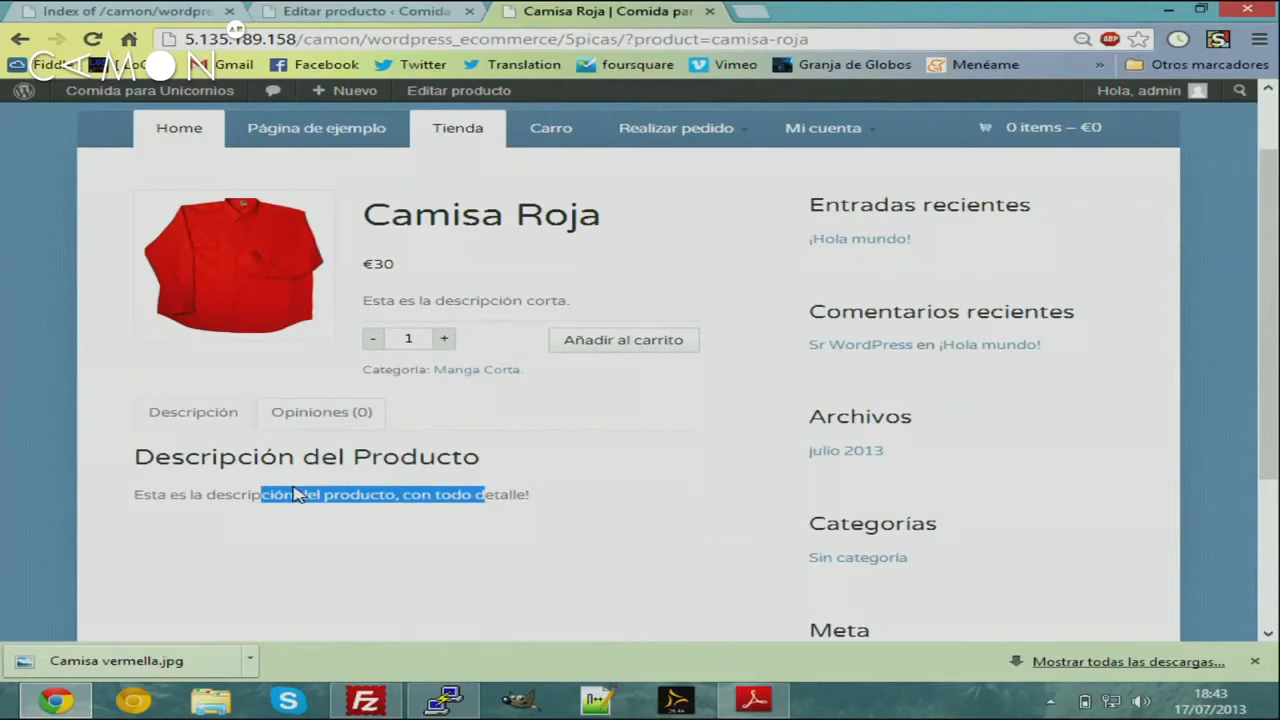 Index of /camon/wordpre
Editar producto ‹ Comida
Camisa Roja | Comida par
5.135.189.158/camon/wordpress_ecommerce/5picas/?product=camisa-roja
ABP
S
CAMON
Gmail
Facebook
Twitter
Translation
foursquare
Vimeo
Granja de Globos
Menéame
»
Otros marcadores
Comida para Unicornios
+ Nuevo
Editar producto
Hola, admin
Home
Página de ejemplo
Tienda
Carro
Realizar pedido
Mi cuenta
0 items – €0
Camisa Roja
€30
Esta es la descripción corta.
- 1 +
Añadir al carrito
Categoría: Manga Corta.
Descripción
Opiniones (0)
Descripción del Producto
Esta es la descripción del producto, con todo detalle!
Entradas recientes
¡Hola mundo!
Comentarios recientes
Sr WordPress en ¡Hola mundo!
Archivos
julio 2013
Categorías
Sin categoría
Meta
Camisa vermella.jpg
Mostrar todas las descargas...
18:43
17/07/2013